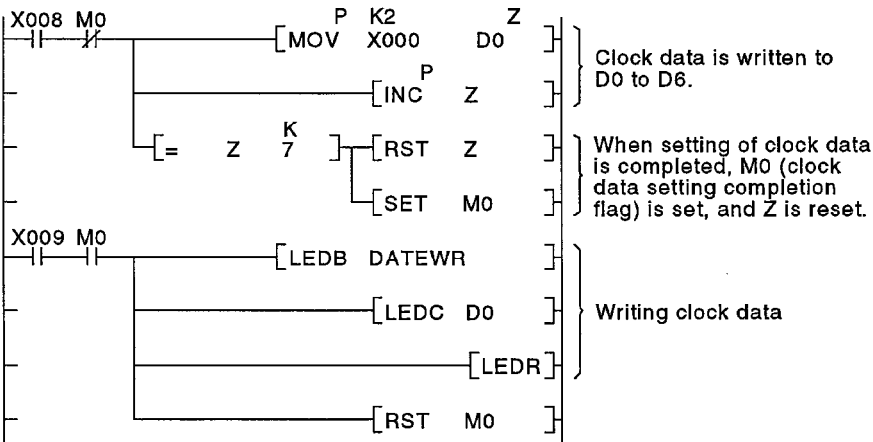 P K2 Z
X008 M0 MOV X000 D0
Clock data is written to
D0 to D6.
P
INC Z
K
= Z 7 RST Z
When setting of clock data
is completed, M0 (clock
data setting completion
flag) is set, and Z is reset.
SET M0
X009 M0
LEDB DATEWR
LEDC D0
Writing clock data
LEDR
RST M0